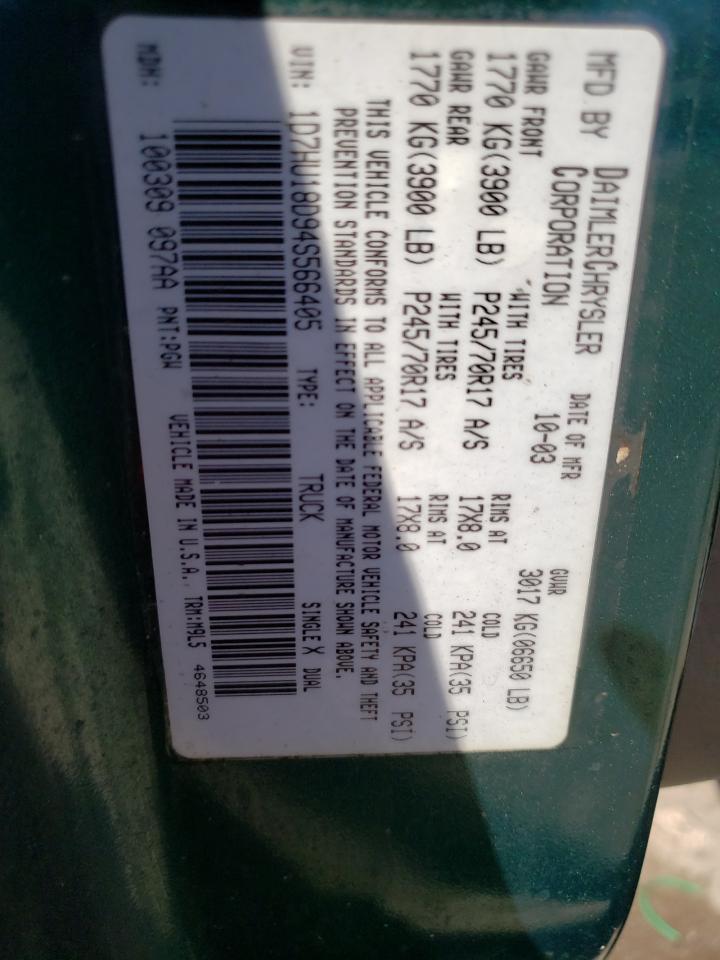 MFD BY DAIMLERCHRYSLER CORPORATION
DATE OF MFR
10-03
GVWR
3017 KG(06650 LB)
GAWR FRONT WITH TIRES RIMS AT COLD
1770 KG(3900 LB) P245/70R17 A/S 17X8.0 241 KPA(35 PSI)
GAWR REAR WITH TIRES RIMS AT COLD
1770 KG(3900 LB) P245/70R17 A/S 17X8.0 241 KPA(35 PSI)
THIS VEHICLE CONFORMS TO ALL APPLICABLE FEDERAL MOTOR VEHICLE SAFETY AND THEFT
PREVENTION STANDARDS IN EFFECT ON THE DATE OF MANUFACTURE SHOWN ABOVE.
VIN: 1D7HU18D94S566405 TYPE: TRUCK SINGLE X DUAL
MDH: 100309 097AA PNT:PGW VEHICLE MADE IN U.S.A. TRM:M9L5 4648503